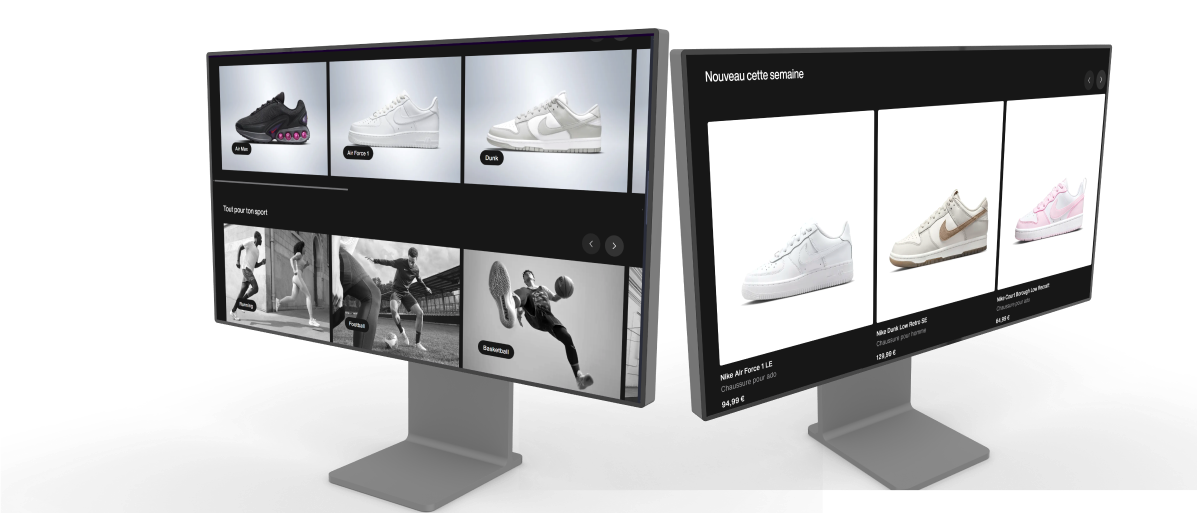 Air Max
Air Force 1
Dunk
Tout pour ton sport
Running
Football
Basketball
Nouveau cette semaine
Nike Air Force 1 LE
Chaussure pour ado
94,99 €
Nike Dunk Low Retro SE
Chaussure pour homme
129,99 €
Nike Court Borough Low Recraft
Chaussure pour ado
64,99 €